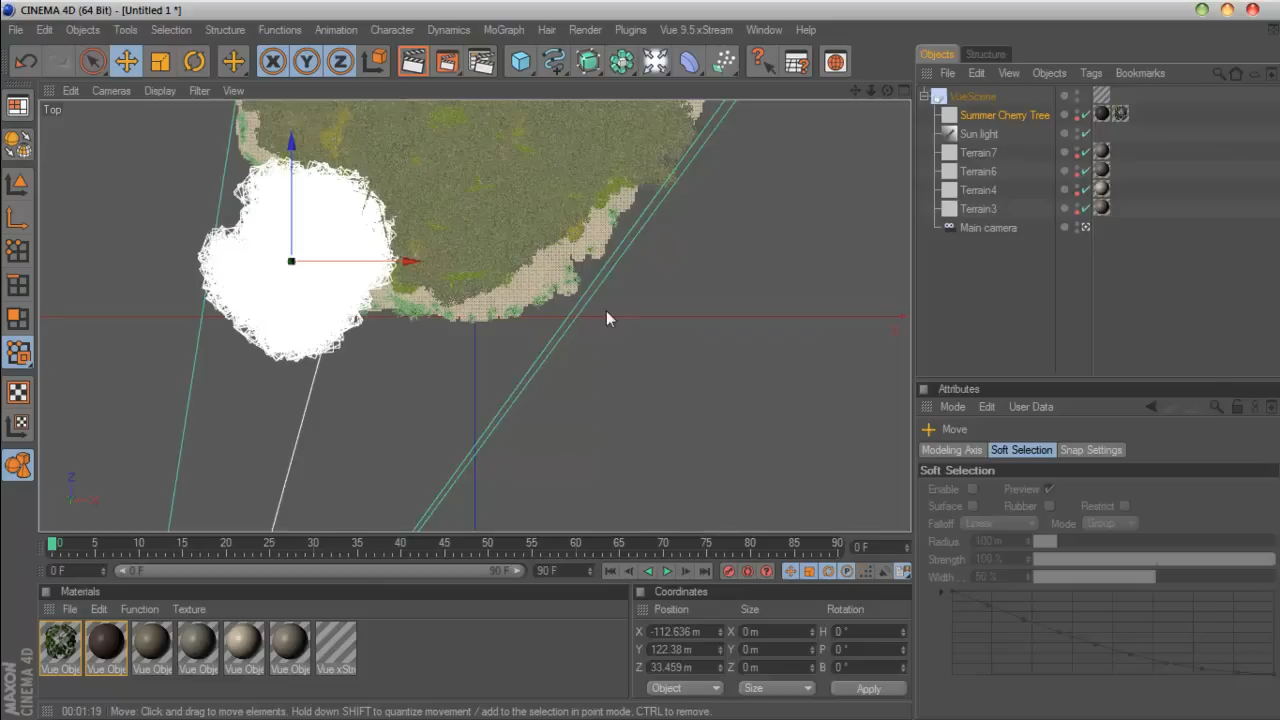 CINEMA 4D (64 Bit) - [Untitled 1 *]
File Edit Objects Tools Selection Structure Functions Animation Character Dynamics MoGraph Hair Render Plugins Vue 9.5 xStream Window Help
X Y Z
Objects Structure
File Edit View Objects Tags Bookmarks
Edit Cameras Display Filter View
Top
VueScene
Summer Cherry Tree
Sun light
Terrain7
Terrain6
Terrain4
Terrain3
Main camera
Attributes
Mode Edit User Data
Move
Modeling Axis Soft Selection Snap Settings
Soft Selection
Enable Preview
Surface Rubber Restrict
Falloff Linear Mode Group
Radius 100 m
Strength 100 %
Width . . 50 %
Z
0 5 10 15 20 25 30 35 40 45 50 55 60 65 70 75 80 85 90 0 F
0 F 0 F 90 F 90 F
Materials
File Edit Function Texture
Vue Obje Vue Obje Vue Obje Vue Obje Vue Obje Vue Obje Vue xStre
Coordinates
Position Size Rotation
X -112.636 m X 0 m H 0 °
Y 122.38 m Y 0 m P 0 °
Z 33.459 m Z 0 m B 0 °
Object Size Apply
MAXON
CINEMA 4D
00:01:19 Move: Click and drag to move elements. Hold down SHIFT to quantize movement / add to the selection in point mode, CTRL to remove.